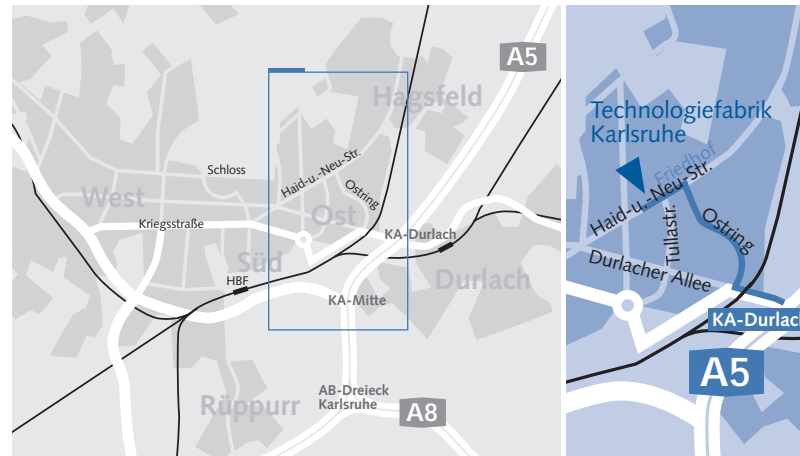 A5
Hagsfeld
Schloss
Haid-u.-Neu-Str.
West
Ostring
Ost
Kriegsstraße
KA-Durlach
Süd
Durlach
HBF
KA-Mitte
AB-Dreieck
Karlsruhe
A8
Rüppurr
Technologiefabrik
Karlsruhe
Friedhof
Haid-u.-Neu-Str.
Tullastr.
Ostring
Durlacher Allee
KA-Durlach
A5